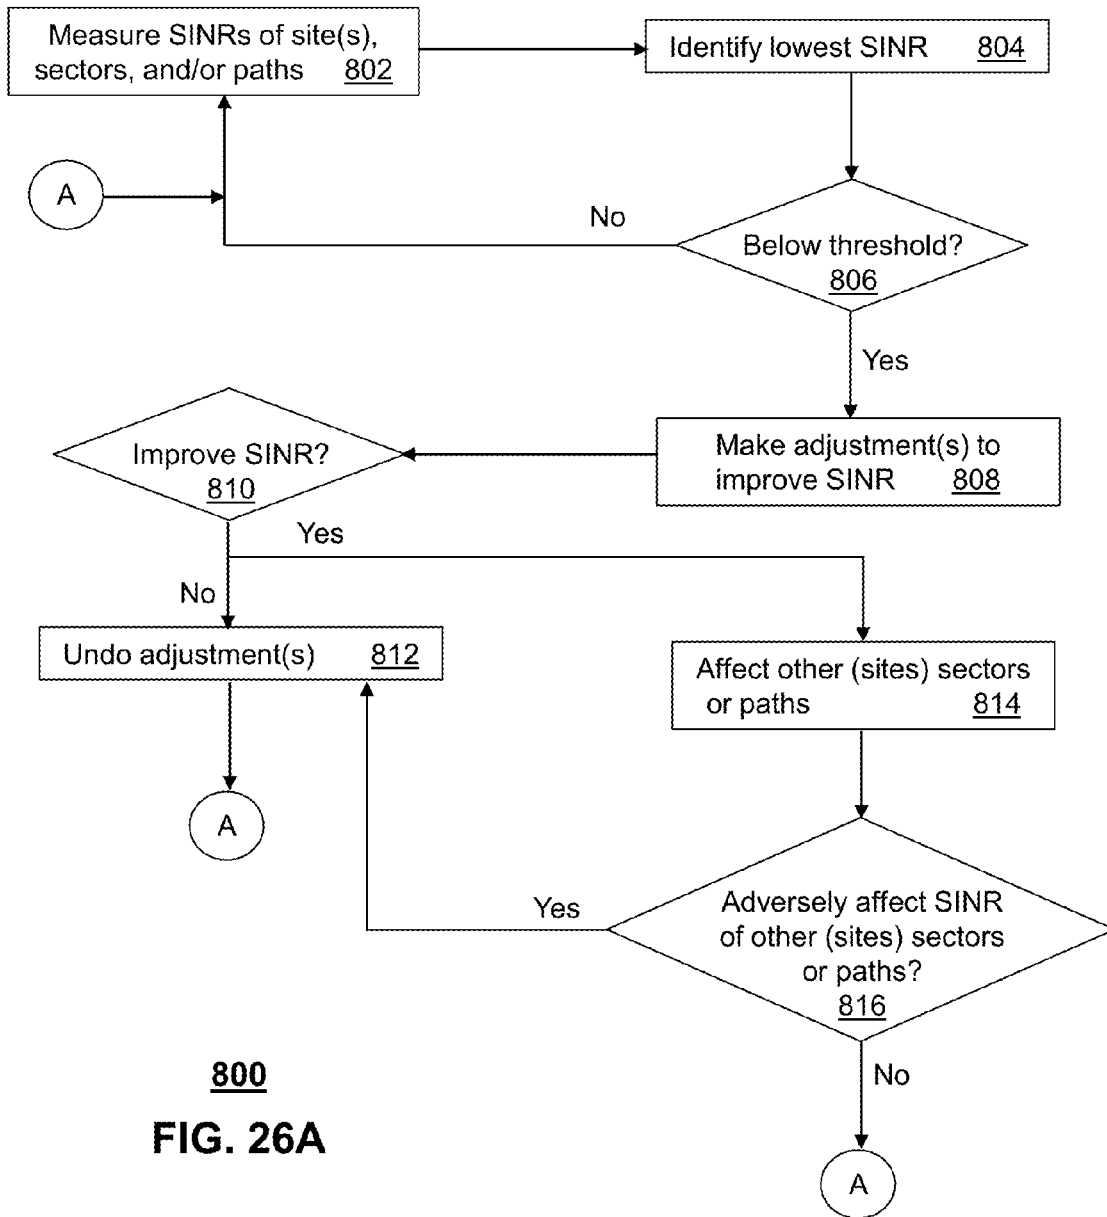 Measure SINRs of site(s),
sectors, and/or paths 802
Identify lowest SINR 804
A
No
Below threshold?
806
Yes
Make adjustment(s) to
improve SINR 808
Improve SINR?
810
Yes
No
Undo adjustment(s) 812
Affect other (sites) sectors
or paths 814
A
Yes
Adversely affect SINR
of other (sites) sectors
or paths?
816
No
800
FIG. 26A
A